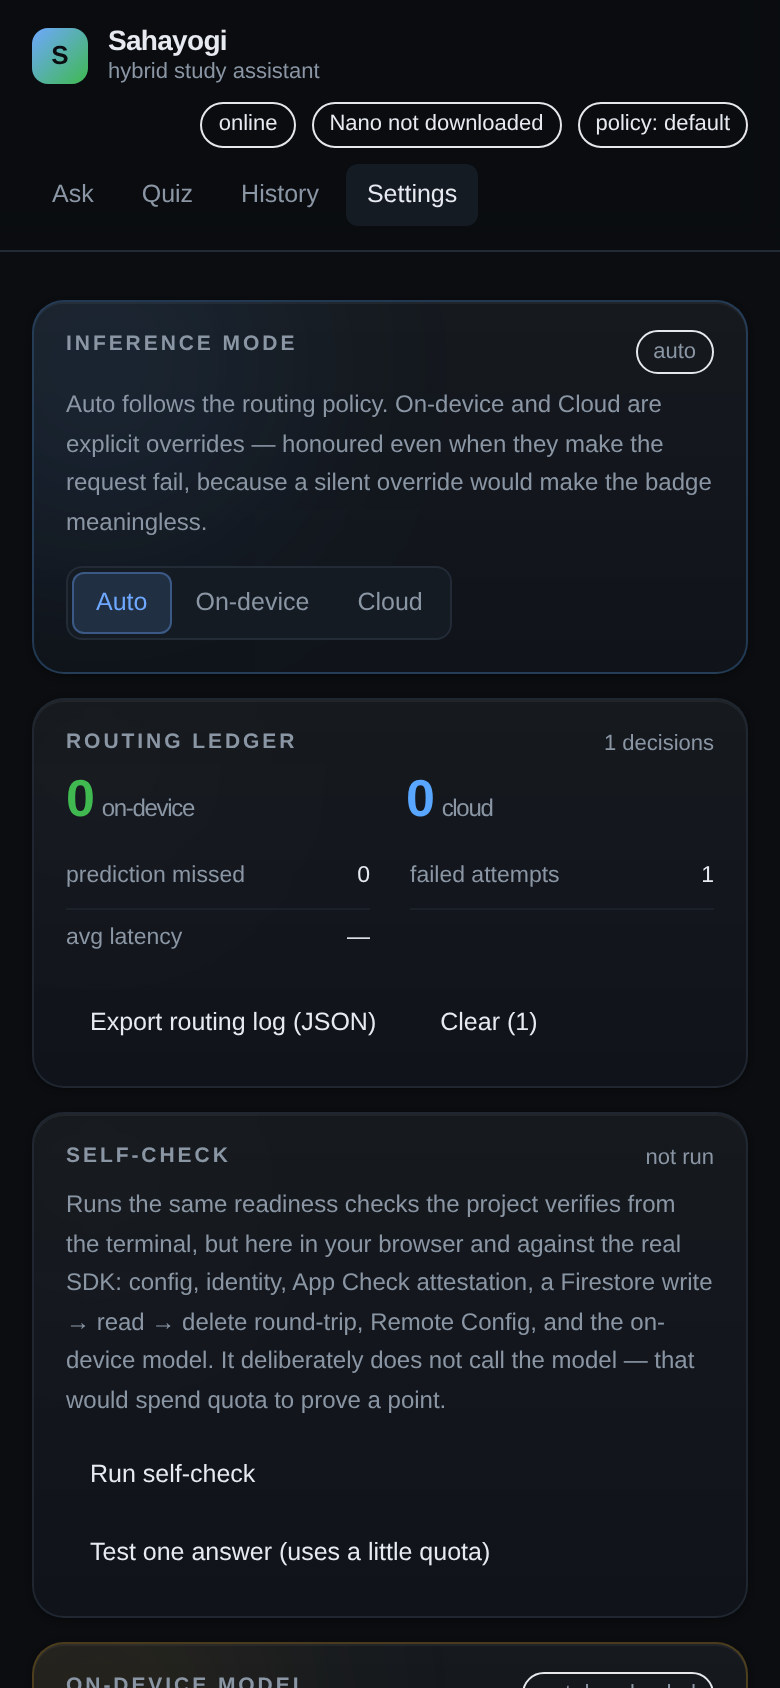 S
Sahayogi
hybrid study assistant
online
Nano not downloaded
policy: default
Ask
Quiz
History
Settings
INFERENCE MODE
auto
Auto follows the routing policy. On-device and Cloud are
explicit overrides — honoured even when they make the
request fail, because a silent override would make the badge
meaningless.
Auto
On-device
Cloud
ROUTING LEDGER
1 decisions
0 on-device
0 cloud
prediction missed 0
failed attempts 1
avg latency —
Export routing log (JSON)
Clear (1)
SELF-CHECK
not run
Runs the same readiness checks the project verifies from
the terminal, but here in your browser and against the real
SDK: config, identity, App Check attestation, a Firestore write
→ read → delete round-trip, Remote Config, and the on-
device model. It deliberately does not call the model — that
would spend quota to prove a point.
Run self-check
Test one answer (uses a little quota)
ON-DEVICE MODEL